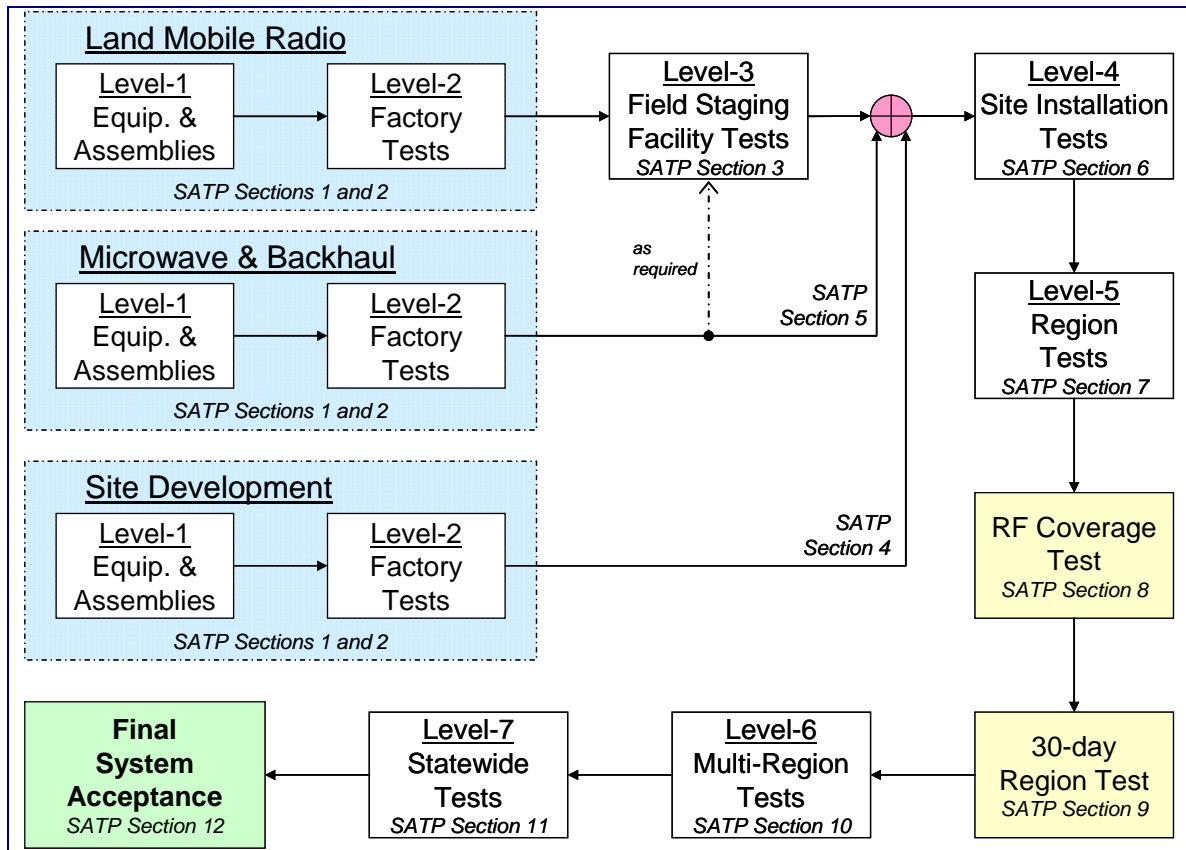 Land Mobile Radio
Level-1
Equip. &
Assemblies
Level-2
Factory
Tests
SATP Sections 1 and 2
Level-3
Field Staging
Facility Tests
SATP Section 3
Level-4
Site Installation
Tests
SATP Section 6
Microwave & Backhaul
Level-1
Equip. &
Assemblies
Level-2
Factory
Tests
SATP Sections 1 and 2
as
required
SATP
Section 5
Level-5
Region
Tests
SATP Section 7
Site Development
Level-1
Equip. &
Assemblies
Level-2
Factory
Tests
SATP Sections 1 and 2
SATP
Section 4
RF Coverage
Test
SATP Section 8
Final
System
Acceptance
SATP Section 12
Level-7
Statewide
Tests
SATP Section 11
Level-6
Multi-Region
Tests
SATP Section 10
30-day
Region Test
SATP Section 9